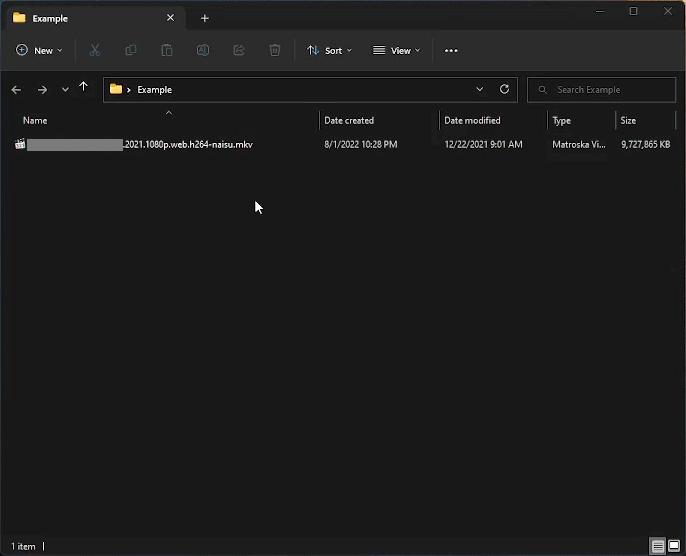 Example
New
Sort
View
Example
Search Example
Name Date created Date modified Type Size
.2021.1080p.web.h264-naisu.mkv 8/1/2022 10:28 PM 12/22/2021 9:01 AM Matroska Vi... 9,727,865 KB
1 item